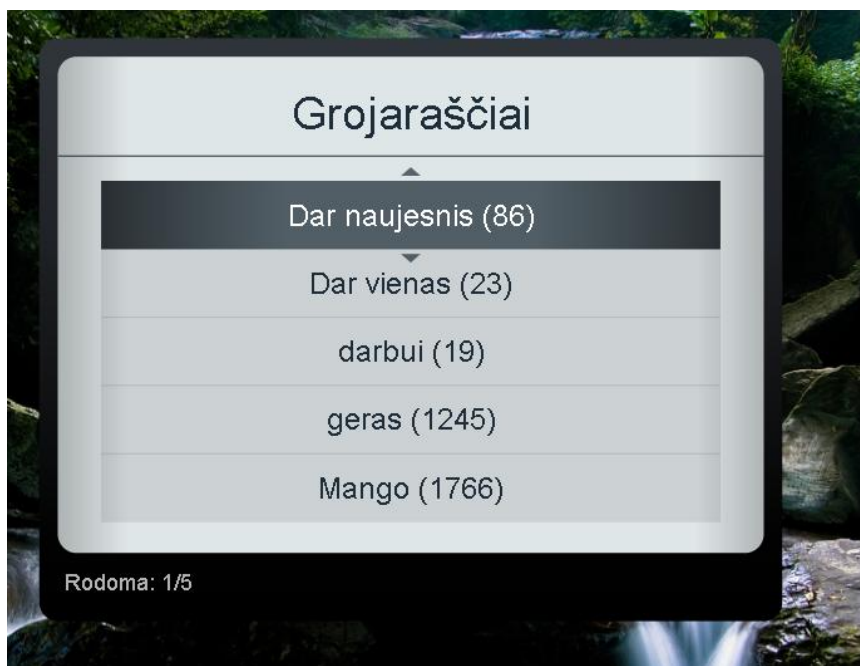 Grojaraščiai
Dar naujesnis (86)
Dar vienas (23)
darbui (19)
geras (1245)
Mango (1766)
Rodoma: 1/5